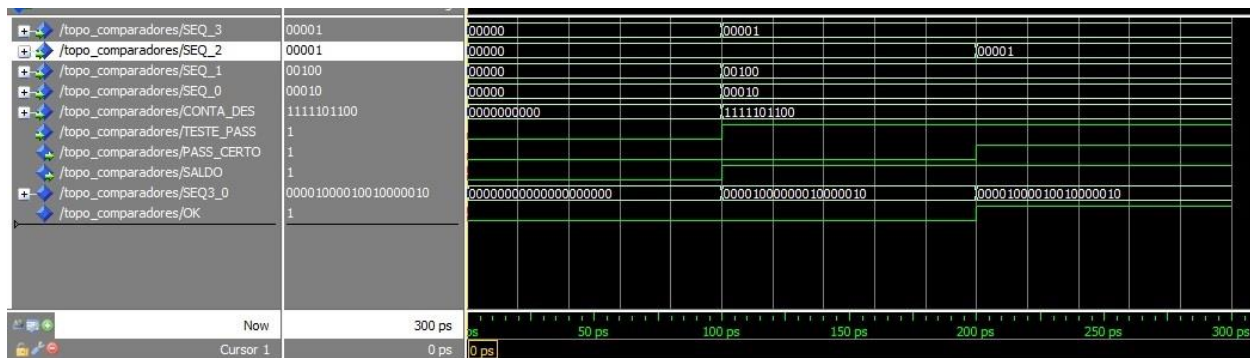 /topo_comparadores/SEQ_3 00001 00000 00001
/topo_comparadores/SEQ_2 00001 00000 00001
/topo_comparadores/SEQ_1 00100 00000 00100
/topo_comparadores/SEQ_0 00010 00000 00010
/topo_comparadores/CONTA_DES 1111101100 0000000000 1111101100
/topo_comparadores/TESTE_PASS 1
/topo_comparadores/PASS_CERTO 1
/topo_comparadores/SALDO 1
/topo_comparadores/SEQ3_0 00001000010010000010 00000000000000000000 00001000000010000010 00001000010010000010
/topo_comparadores/OK 1
Now 300 ps ps 50 ps 100 ps 150 ps 200 ps 250 ps 300 ps
Cursor 1 0 ps 0 ps